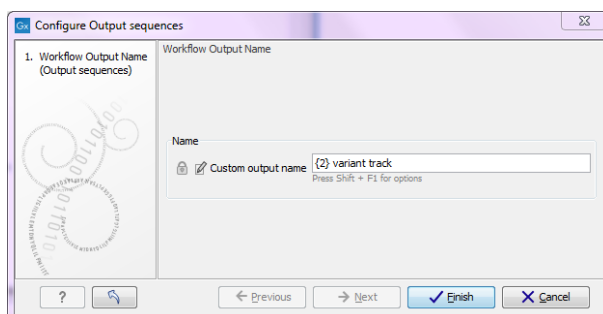 Gx Configure Output sequences
1. Workflow Output Name
(Output sequences)
Workflow Output Name
Name
Custom output name {2} variant track
Press Shift + F1 for options
?
Previous
Next
Finish
Cancel